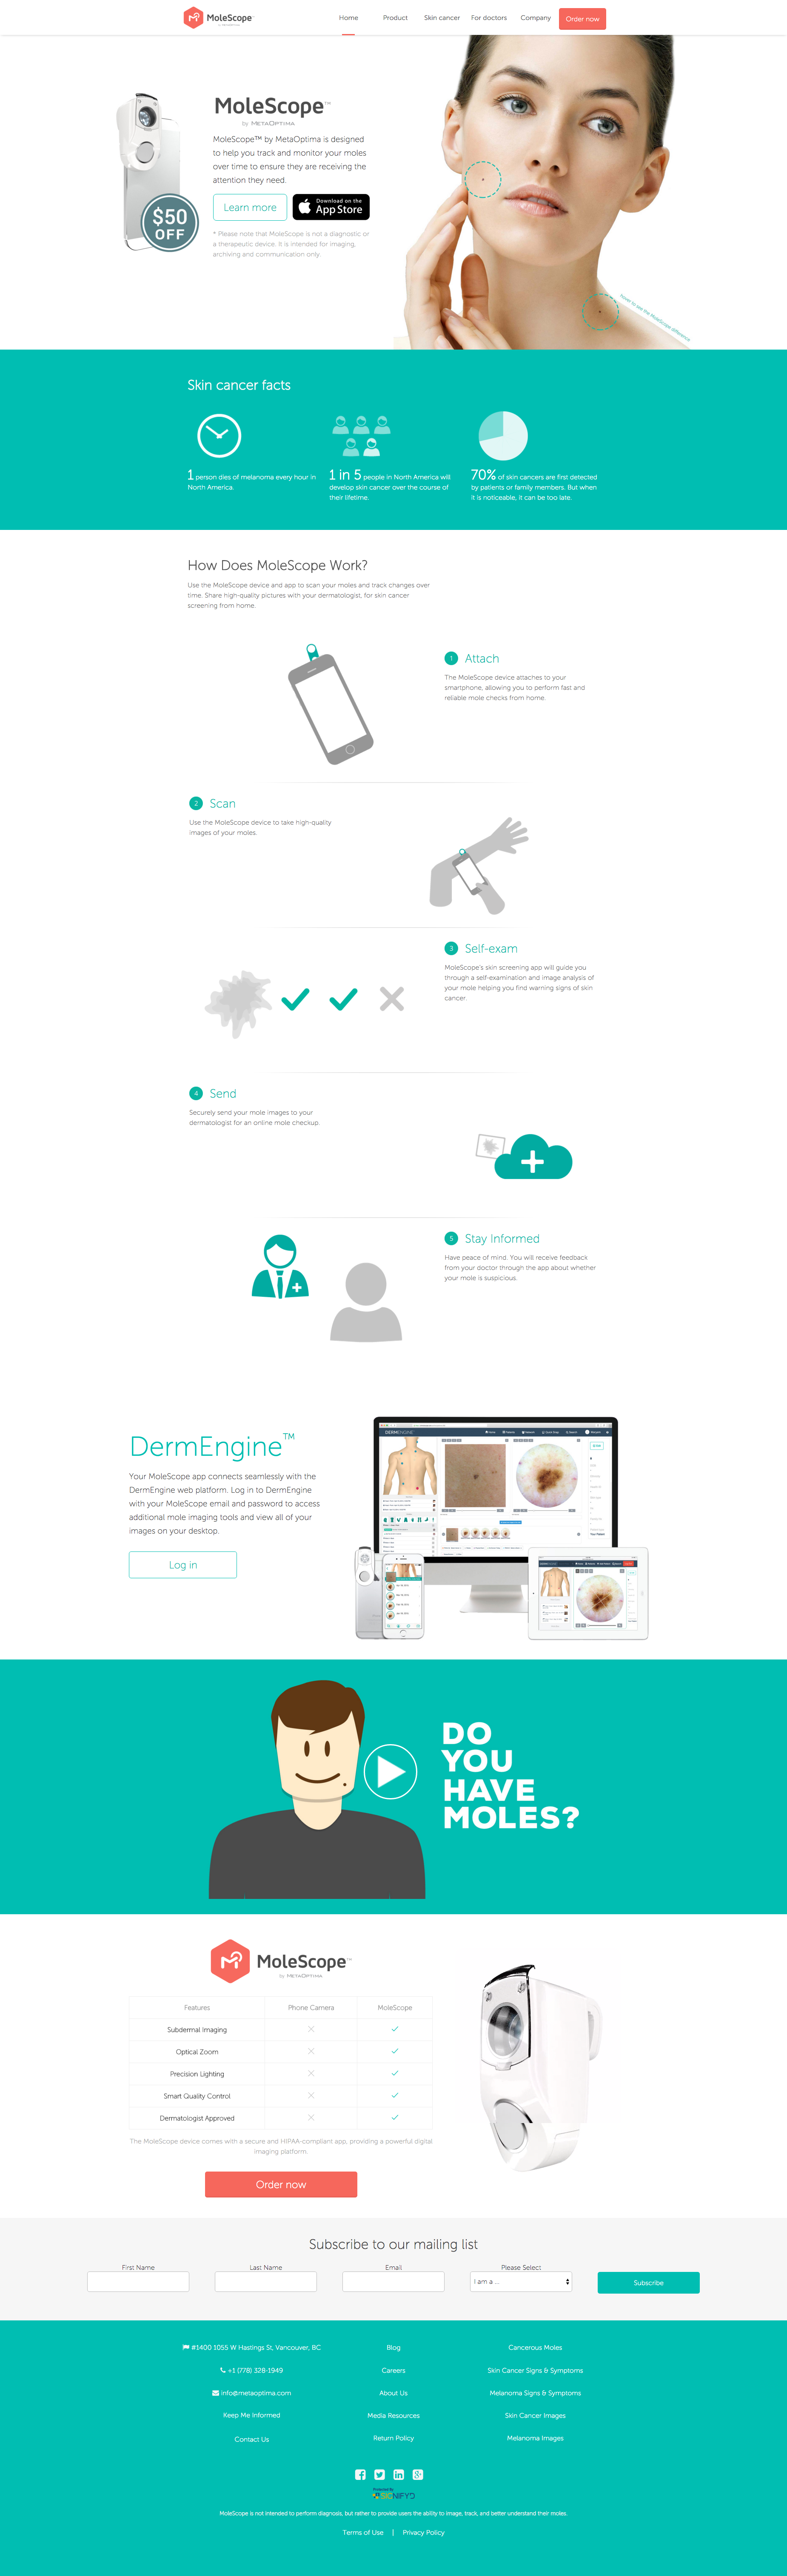 MoleScope™
Home
Product
Skin cancer
For doctors
Company
Order now
MoleScope™
by METAOPTIMA
MoleScope™ by MetaOptima is designed
to help you track and monitor your moles
over time to ensure they are receiving the
attention they need.
$50
OFF
Learn more
Download on the
App Store
* Please note that MoleScope is not a diagnostic or
a therapeutic device. It is intended for imaging,
archiving and communication only.
hover to see the MoleScope difference
Skin cancer facts
1 person dies of melanoma every hour in
North America.
1 in 5 people in North America will
develop skin cancer over the course of
their lifetime.
70% of skin cancers are first detected
by patients or family members. But when
it is noticeable, it can be too late.
How Does MoleScope Work?
Use the MoleScope device and app to scan your moles and track changes over
time. Share high-quality pictures with your dermatologist, for skin cancer
screening from home.
1 Attach
The MoleScope device attaches to your
smartphone, allowing you to perform fast and
reliable mole checks from home.
2 Scan
Use the MoleScope device to take high-quality
images of your moles.
3 Self-exam
MoleScope's skin screening app will guide you
through a self-examination and image analysis of
your mole helping you find warning signs of skin
cancer.
4 Send
Securely send your mole images to your
dermatologist for an online mole checkup.
5 Stay Informed
Have peace of mind. You will receive feedback
from your doctor through the app about whether
your mole is suspicious.
DermEngine™
Your MoleScope app connects seamlessly with the
DermEngine web platform. Log in to DermEngine
with your MoleScope email and password to access
additional mole imaging tools and view all of your
images on your desktop.
Log in
DERMENGINE
DO
YOU
HAVE
MOLES?
MoleScope™
by METAOPTIMA
Features
Phone Camera
MoleScope
Subdermal Imaging
Optical Zoom
Precision Lighting
Smart Quality Control
Dermatologist Approved
The MoleScope device comes with a secure and HIPAA-compliant app, providing a powerful digital
imaging platform.
Order now
Subscribe to our mailing list
First Name
Last Name
Email
Please Select
I am a ...
Subscribe
#1400 1055 W Hastings St, Vancouver, BC
+1 (778) 328-1949
info@metaoptima.com
Keep Me Informed
Contact Us
Blog
Careers
About Us
Media Resources
Return Policy
Cancerous Moles
Skin Cancer Signs & Symptoms
Melanoma Signs & Symptoms
Skin Cancer Images
Melanoma Images
Protected By
SIGNIFYD
MoleScope is not intended to perform diagnosis, but rather to provide users the ability to image, track, and better understand their moles.
Terms of Use | Privacy Policy